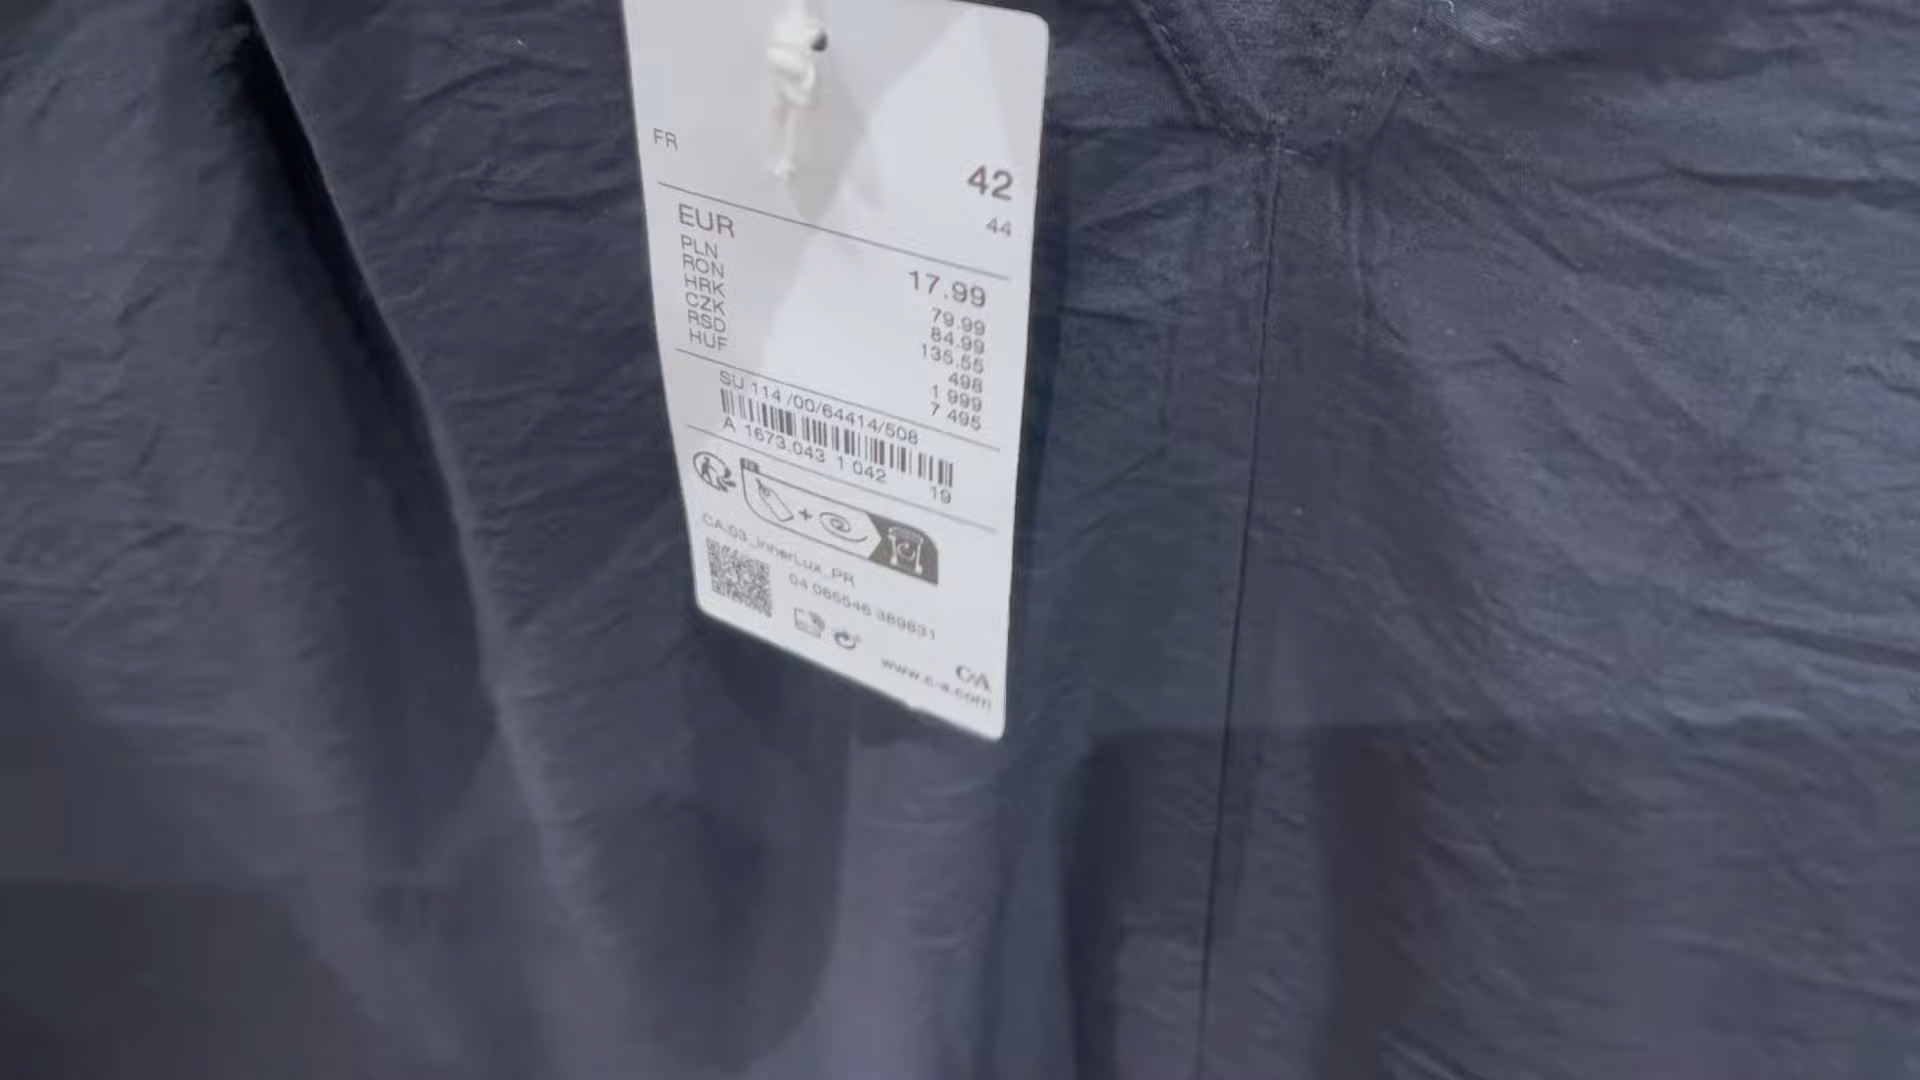 42
FR 44
EUR 17.99
PLN 79.99
RON 84.99
HRK 135.55
CZK 498
RSD 1 999
HUF 7 495
SU 114 /00/64414/508
A 1673.043 1 042 19
FR
+
CA.03_InnerLux_PR
04 065546 389831
C&A
www.c-a.com